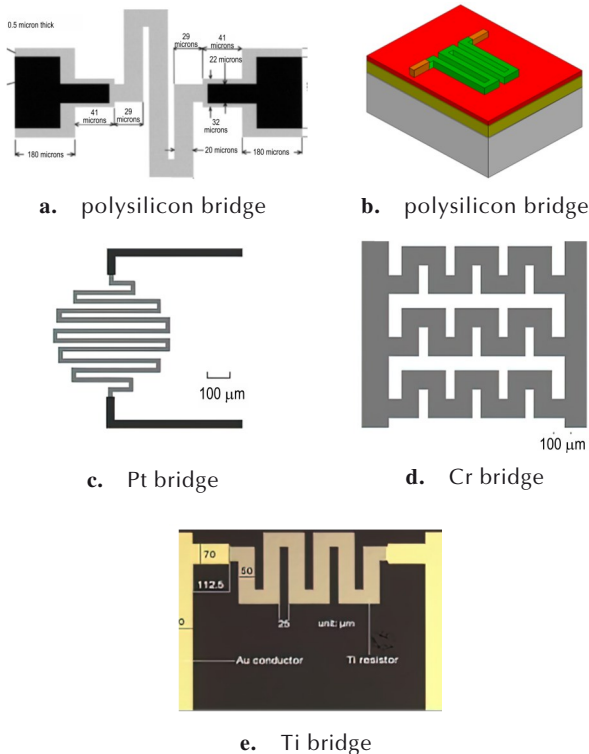 0.5 micron thick
29
microns
41
microns
22 microns
41
microns
29
microns
32
microns
20 microns
180 microns
180 microns
a. polysilicon bridge
b. polysilicon bridge
100 μm
c. Pt bridge
100 μm
d. Cr bridge
70
50
112.5
0
25
unit: μm
Au conductor
Ti resistor
e. Ti bridge